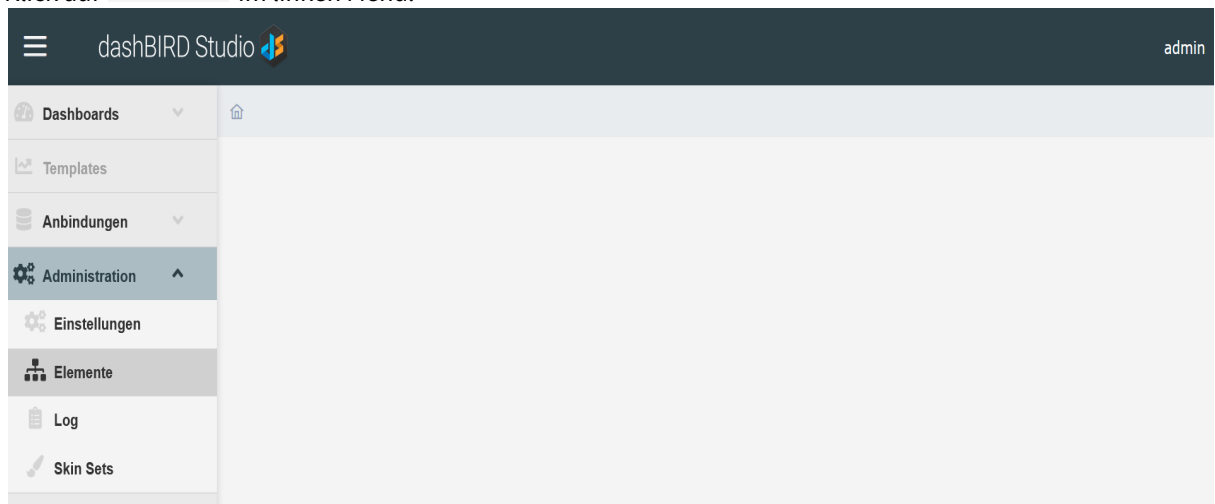 dashBIRD Studio
admin
Dashboards
Templates
Anbindungen
Administration
Einstellungen
Elemente
Log
Skin Sets